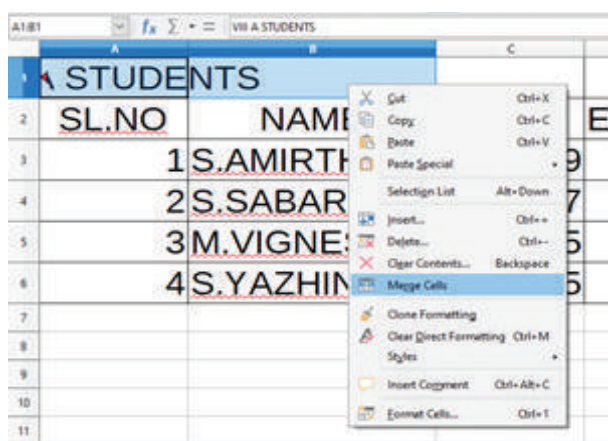 A1:B1 fx Σ = VIII A STUDENTS
A B C
1 A STUDENTS
2 SL.NO NAME E
3 1 S.AMIRTH 9
4 2 S.SABAR 7
5 3 M.VIGNES 5
6 4 S.YAZHIN 5
7
8
9
10
11
Cut Ctrl+X
Copy Ctrl+C
Paste Ctrl+V
Paste Special
Selection List Alt+Down
Insert... Ctrl++
Delete... Ctrl+-
Clear Contents... Backspace
Merge Cells
Clone Formatting
Clear Direct Formatting Ctrl+M
Styles
Insert Comment Ctrl+Alt+C
Format Cells... Ctrl+1